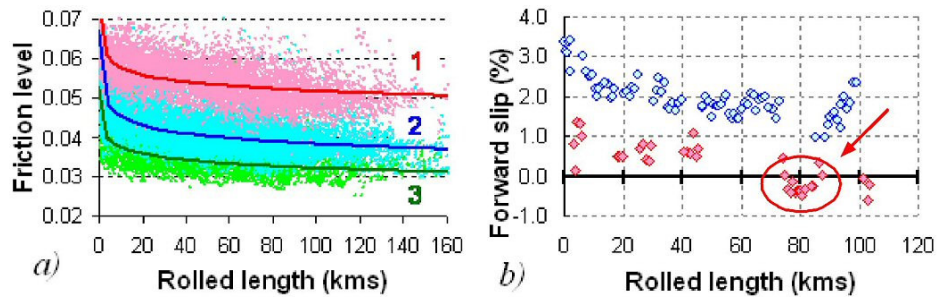 Friction level
0.07
0.06
0.05
0.04
0.03
0.02
1
2
3
0 20 40 60 80 100 120 140 160
a)
Rolled length (kms)
Forward slip (%)
4.0
3.0
2.0
1.0
0.0
-1.0
0 20 40 60 80 100 120
b)
Rolled length (kms)